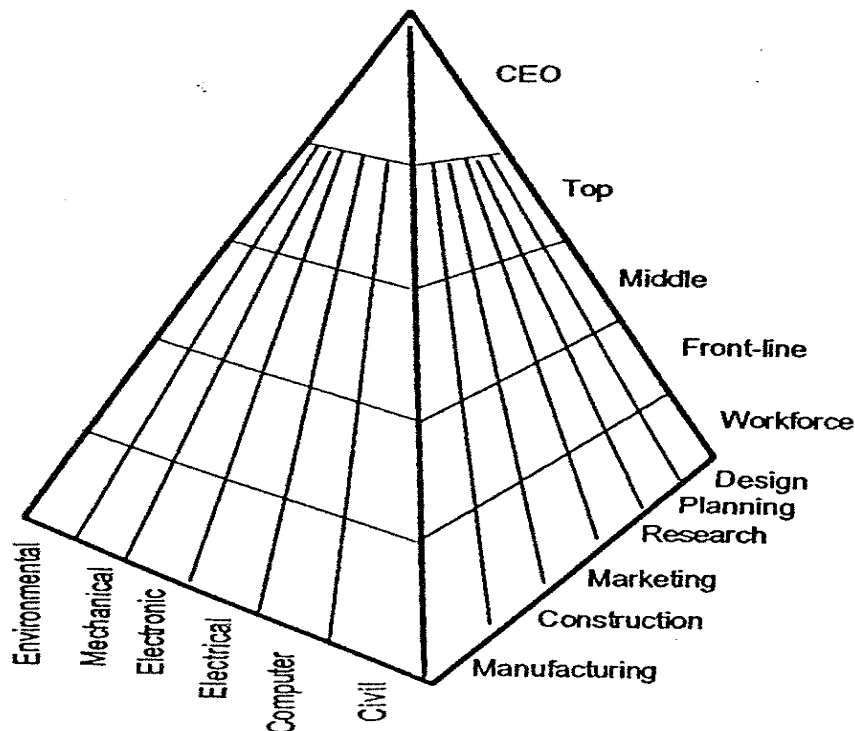 CEO
Top
Middle
Front-line
Workforce
Design
Planning
Research
Marketing
Construction
Manufacturing
Environmental
Mechanical
Electronic
Electrical
Computer
Civil